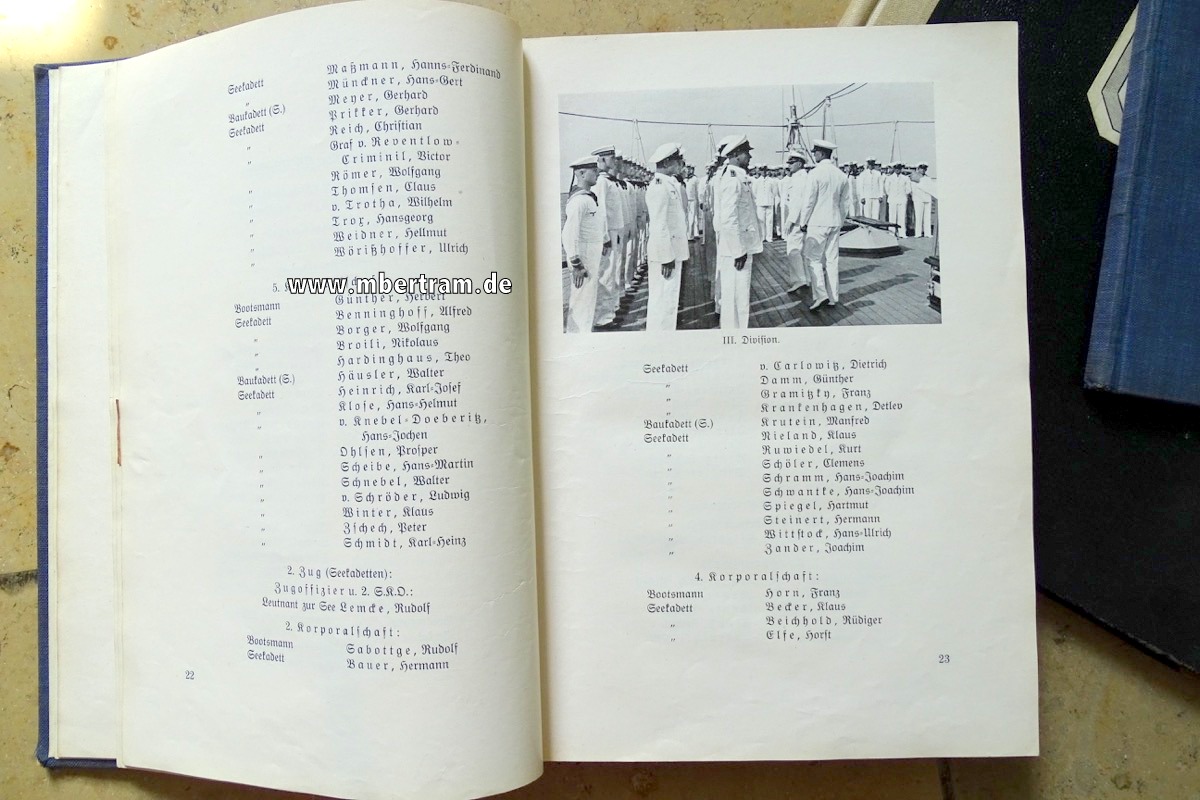 Maßmann, Hanns-Ferdinand
Seekadett Münckner, Hans-Gert
„ Meyer, Gerhard
Baukadett (S.) Prikker, Gerhard
Seekadett Reich, Christian
„ Graf v. Reventlow-
Criminil, Victor
„ Römer, Wolfgang
„ Thomsen, Claus
„ v. Trotha, Wilhelm
„ Trox, Hansgeorg
„ Weidner, Hellmut
„ Wörishoffer, Ulrich
www.mbertram.de
5.
Bootsmann Günther, Herbert
Seekadett Benninghoff, Alfred
„ Borger, Wolfgang
„ Broili, Nikolaus
„ Hardinghaus, Theo
Baukadett (S.) Häusler, Walter
Seekadett Heinrich, Karl-Josef
„ Klose, Hans-Helmut
„ v. Knebel-Doeberitz,
Hans-Jochen
„ Ohlsen, Prosper
„ Scheibe, Hans-Martin
„ Schnebel, Walter
„ v. Schröder, Ludwig
„ Winter, Klaus
„ Zschech, Peter
„ Schmidt, Karl-Heinz
2. Zug (Seekadetten):
Zugoffizier u. 2. S.K.O.:
Leutnant zur See Lemcke, Rudolf
2. Korporalschaft:
Bootsmann Sabottge, Rudolf
Seekadett Bauer, Hermann
22
III. Division.
Seekadett v. Carlowitz, Dietrich
„ Damm, Günther
„ Gramitzky, Franz
„ Krankenhagen, Detlev
Baukadett (S.) Krutein, Manfred
Seekadett Nieland, Klaus
„ Ruwiedel, Kurt
„ Schöler, Clemens
„ Schramm, Hans-Joachim
„ Schwantke, Hans-Joachim
„ Spiegel, Hartmut
„ Steinert, Hermann
„ Wittstock, Hans-Ulrich
„ Zander, Joachim
4. Korporalschaft:
Bootsmann Horn, Franz
Seekadett Becker, Klaus
„ Beichhold, Rüdiger
„ Else, Horst
23